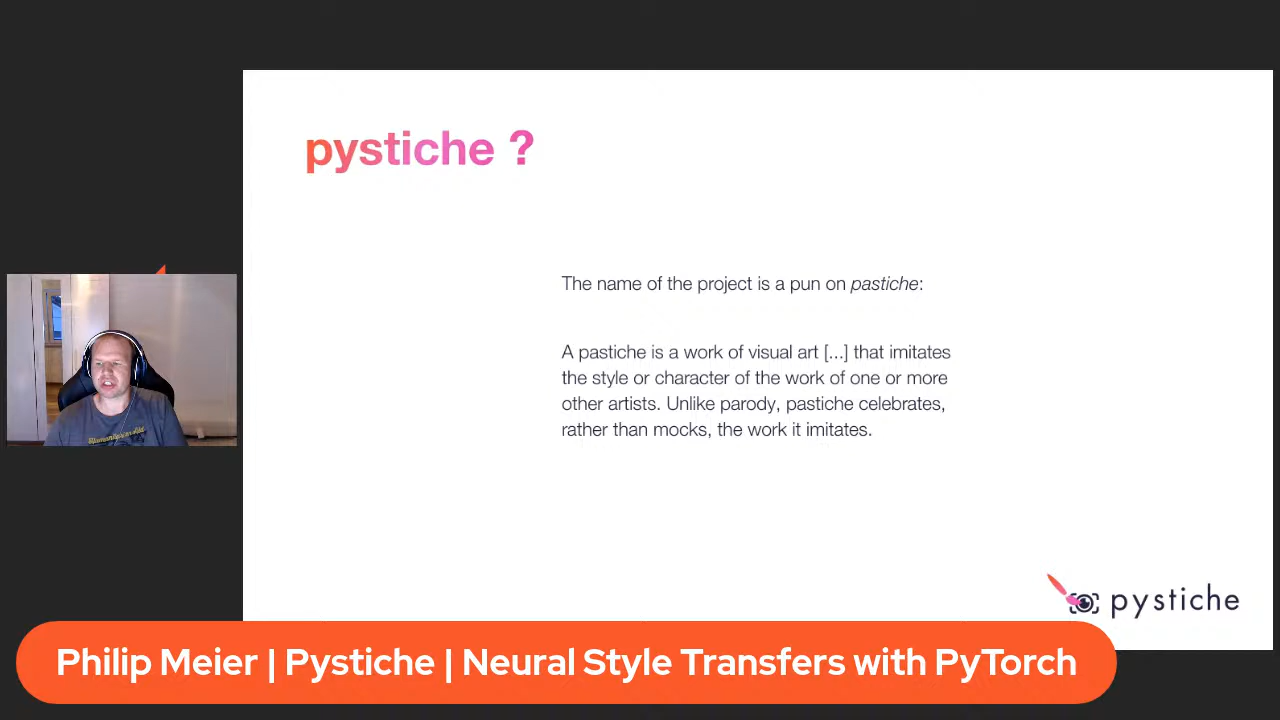 pystiche ?
The name of the project is a pun on pastiche:
A pastiche is a work of visual art [...] that imitates
the style or character of the work of one or more
other artists. Unlike parody, pastiche celebrates,
rather than mocks, the work it imitates.
pystiche
Philip Meier | Pystiche | Neural Style Transfers with PyTorch